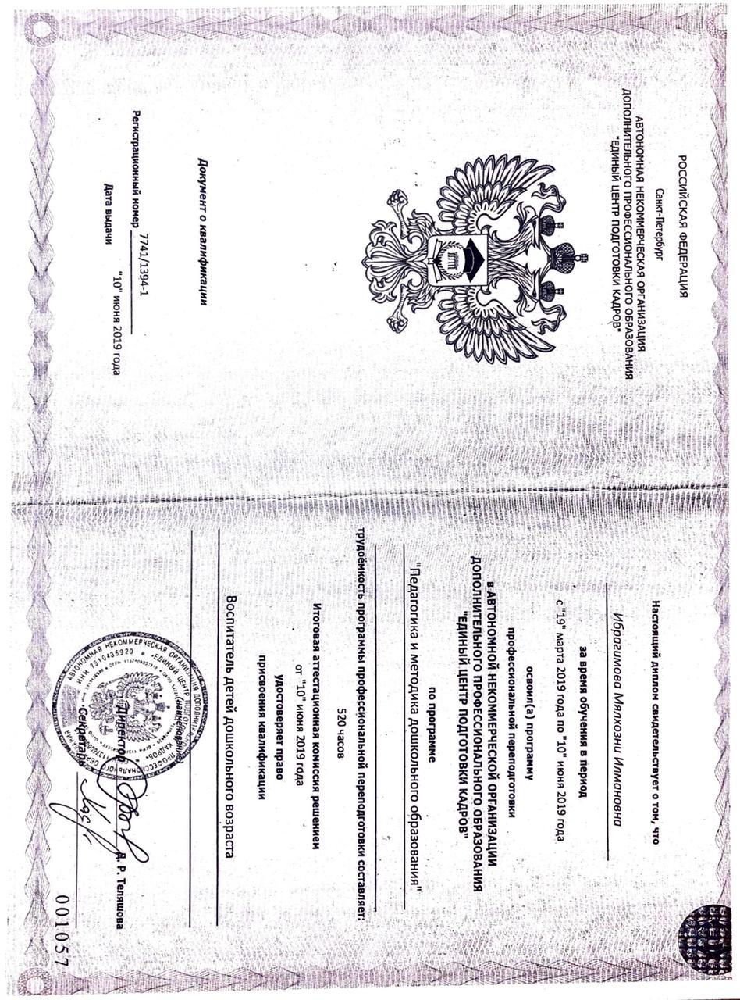 РОССИЙСКАЯ ФЕДЕРАЦИЯ
Санкт-Петербург
АВТОНОМНАЯ НЕКОММЕРЧЕСКАЯ ОРГАНИЗАЦИЯ
ДОПОЛНИТЕЛЬНОГО ПРОФЕССИОНАЛЬНОГО ОБРАЗОВАНИЯ
"ЕДИНЫЙ ЦЕНТР ПОДГОТОВКИ КАДРОВ"
Документ о квалификации
Регистрационный номер 7741/1394-1
Дата выдачи "10" июня 2019 года
Настоящий диплом свидетельствует о том, что
Ибрагимова Малкозни Илмановна
за время обучения в период
с "19" марта 2019 года по "10" июня 2019 года
освоил(а) программу
профессиональной переподготовки
в АВТОНОМНОЙ НЕКОММЕРЧЕСКОЙ ОРГАНИЗАЦИИ
ДОПОЛНИТЕЛЬНОГО ПРОФЕССИОНАЛЬНОГО ОБРАЗОВАНИЯ
"ЕДИНЫЙ ЦЕНТР ПОДГОТОВКИ КАДРОВ"
по программе
"Педагогика и методика дошкольного образования"
трудоёмкость программы профессиональной переподготовки составляет:
520 часов
Итоговая аттестационная комиссия решением
от "10" июня 2019 года
удостоверяет право
присвоения квалификации
Воспитатель детей дошкольного возраста
Директор Д. Р. Теляшова
Секретарь
001057